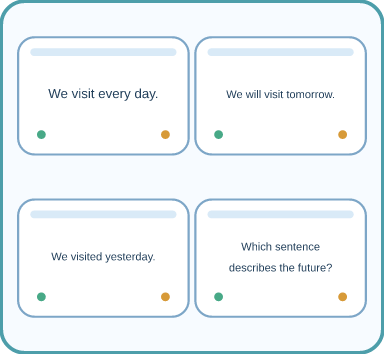 We visit every day.
We will visit tomorrow.
We visited yesterday.
Which sentence
describes the future?